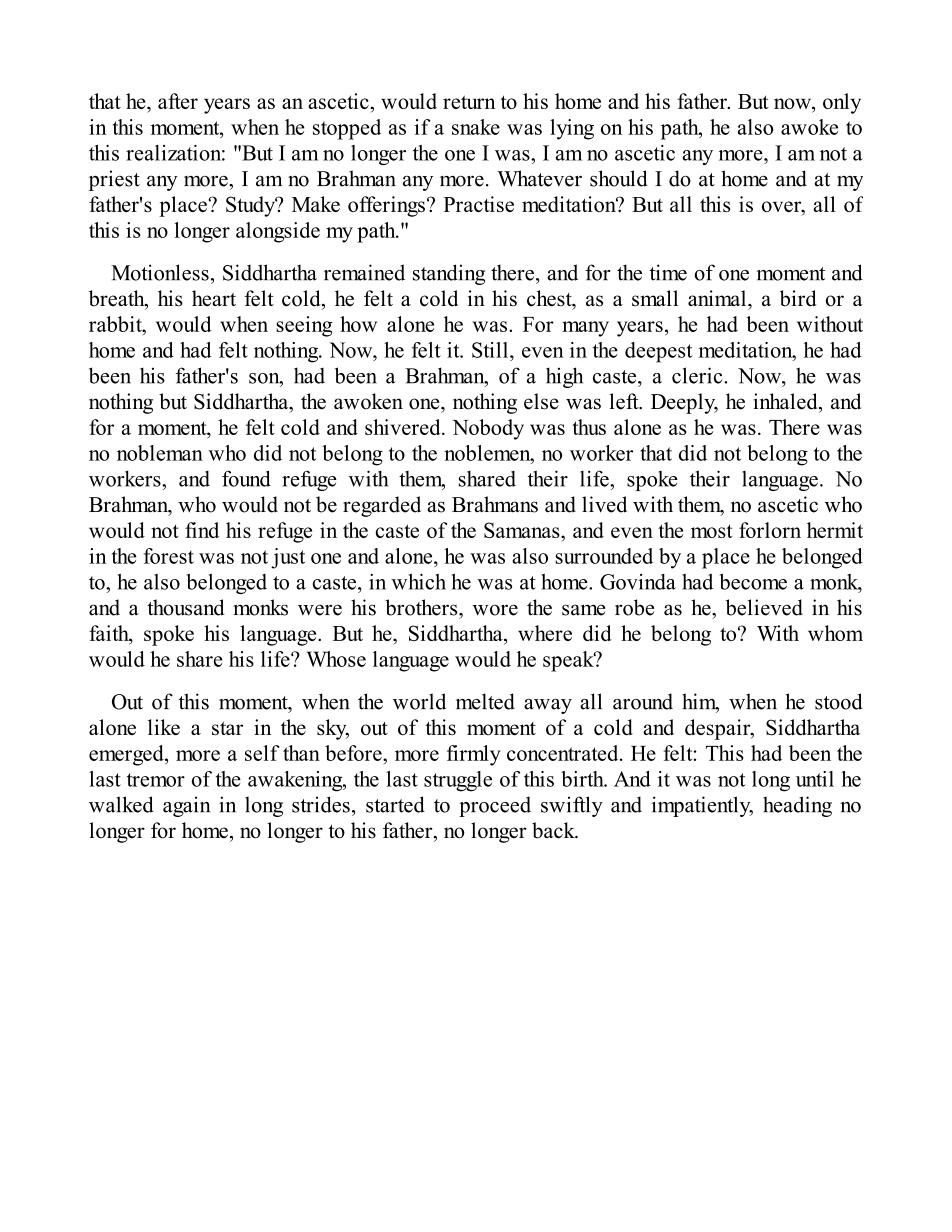 that he, after years as an ascetic, would return to his home and his father. But now, only
in this moment, when he stopped as if a snake was lying on his path, he also awoke to
this realization: "But I am no longer the one I was, I am no ascetic any more, I am not a
priest any more, I am no Brahman any more. Whatever should I do at home and at my
father's place? Study? Make offerings? Practise meditation? But all this is over, all of
this is no longer alongside my path."
Motionless, Siddhartha remained standing there, and for the time of one moment and
breath, his heart felt cold, he felt a cold in his chest, as a small animal, a bird or a
rabbit, would when seeing how alone he was. For many years, he had been without
home and had felt nothing. Now, he felt it. Still, even in the deepest meditation, he had
been his father's son, had been a Brahman, of a high caste, a cleric. Now, he was
nothing but Siddhartha, the awoken one, nothing else was left. Deeply, he inhaled, and
for a moment, he felt cold and shivered. Nobody was thus alone as he was. There was
no nobleman who did not belong to the noblemen, no worker that did not belong to the
workers, and found refuge with them, shared their life, spoke their language. No
Brahman, who would not be regarded as Brahmans and lived with them, no ascetic who
would not find his refuge in the caste of the Samanas, and even the most forlorn hermit
in the forest was not just one and alone, he was also surrounded by a place he belonged
to, he also belonged to a caste, in which he was at home. Govinda had become a monk,
and a thousand monks were his brothers, wore the same robe as he, believed in his
faith, spoke his language. But he, Siddhartha, where did he belong to? With whom
would he share his life? Whose language would he speak?
Out of this moment, when the world melted away all around him, when he stood
alone like a star in the sky, out of this moment of a cold and despair, Siddhartha
emerged, more a self than before, more firmly concentrated. He felt: This had been the
last tremor of the awakening, the last struggle of this birth. And it was not long until he
walked again in long strides, started to proceed swiftly and impatiently, heading no
longer for home, no longer to his father, no longer back.